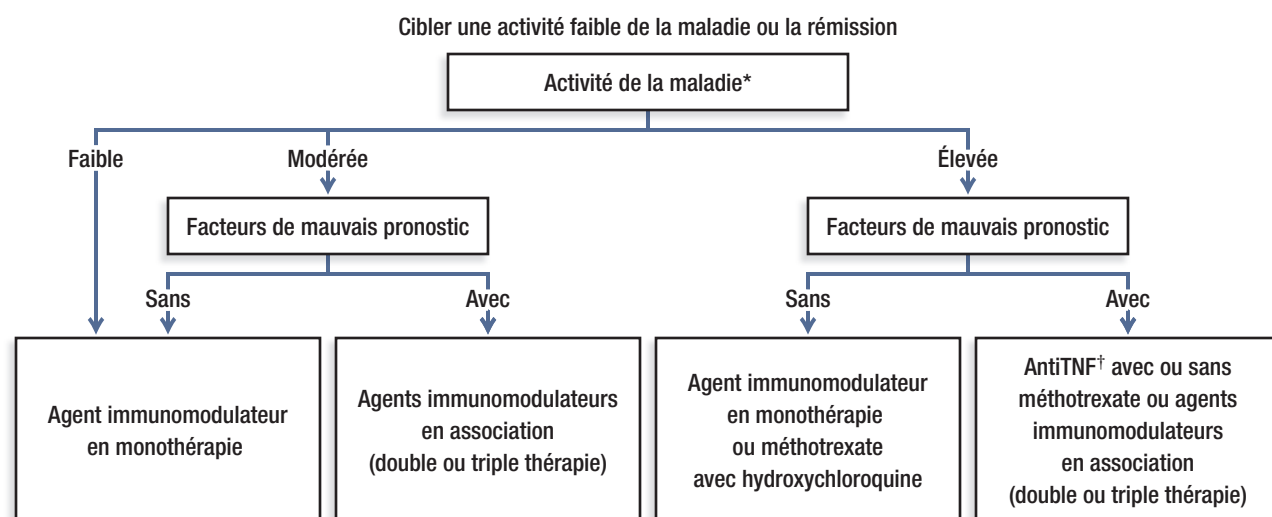 Cibler une activité faible de la maladie ou la rémission
Activité de la maladie*
Faible
Modérée
Élevée
Facteurs de mauvais pronostic
Facteurs de mauvais pronostic
Sans
Avec
Sans
Avec
Agent immunomodulateur
en monothérapie
Agents immunomodulateurs
en association
(double ou triple thérapie)
Agent immunomodulateur
en monothérapie
ou méthotrexate
avec hydroxychloroquine
AntiTNF† avec ou sans
méthotrexate ou agents
immunomodulateurs
en association
(double ou triple thérapie)